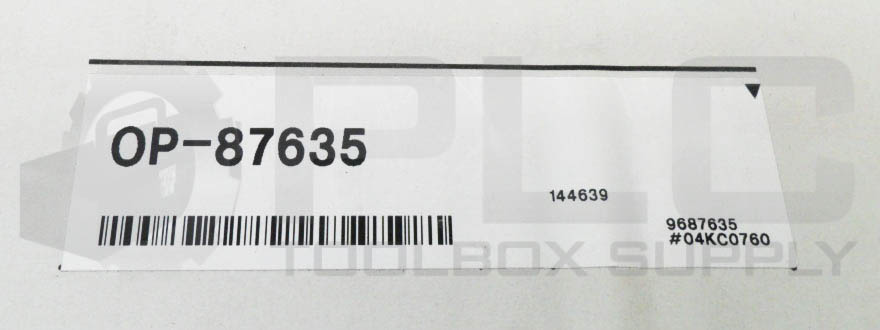 OP-87635
144639
9687635
#04KC0760
PLC
TOOLBOX SUPPLY